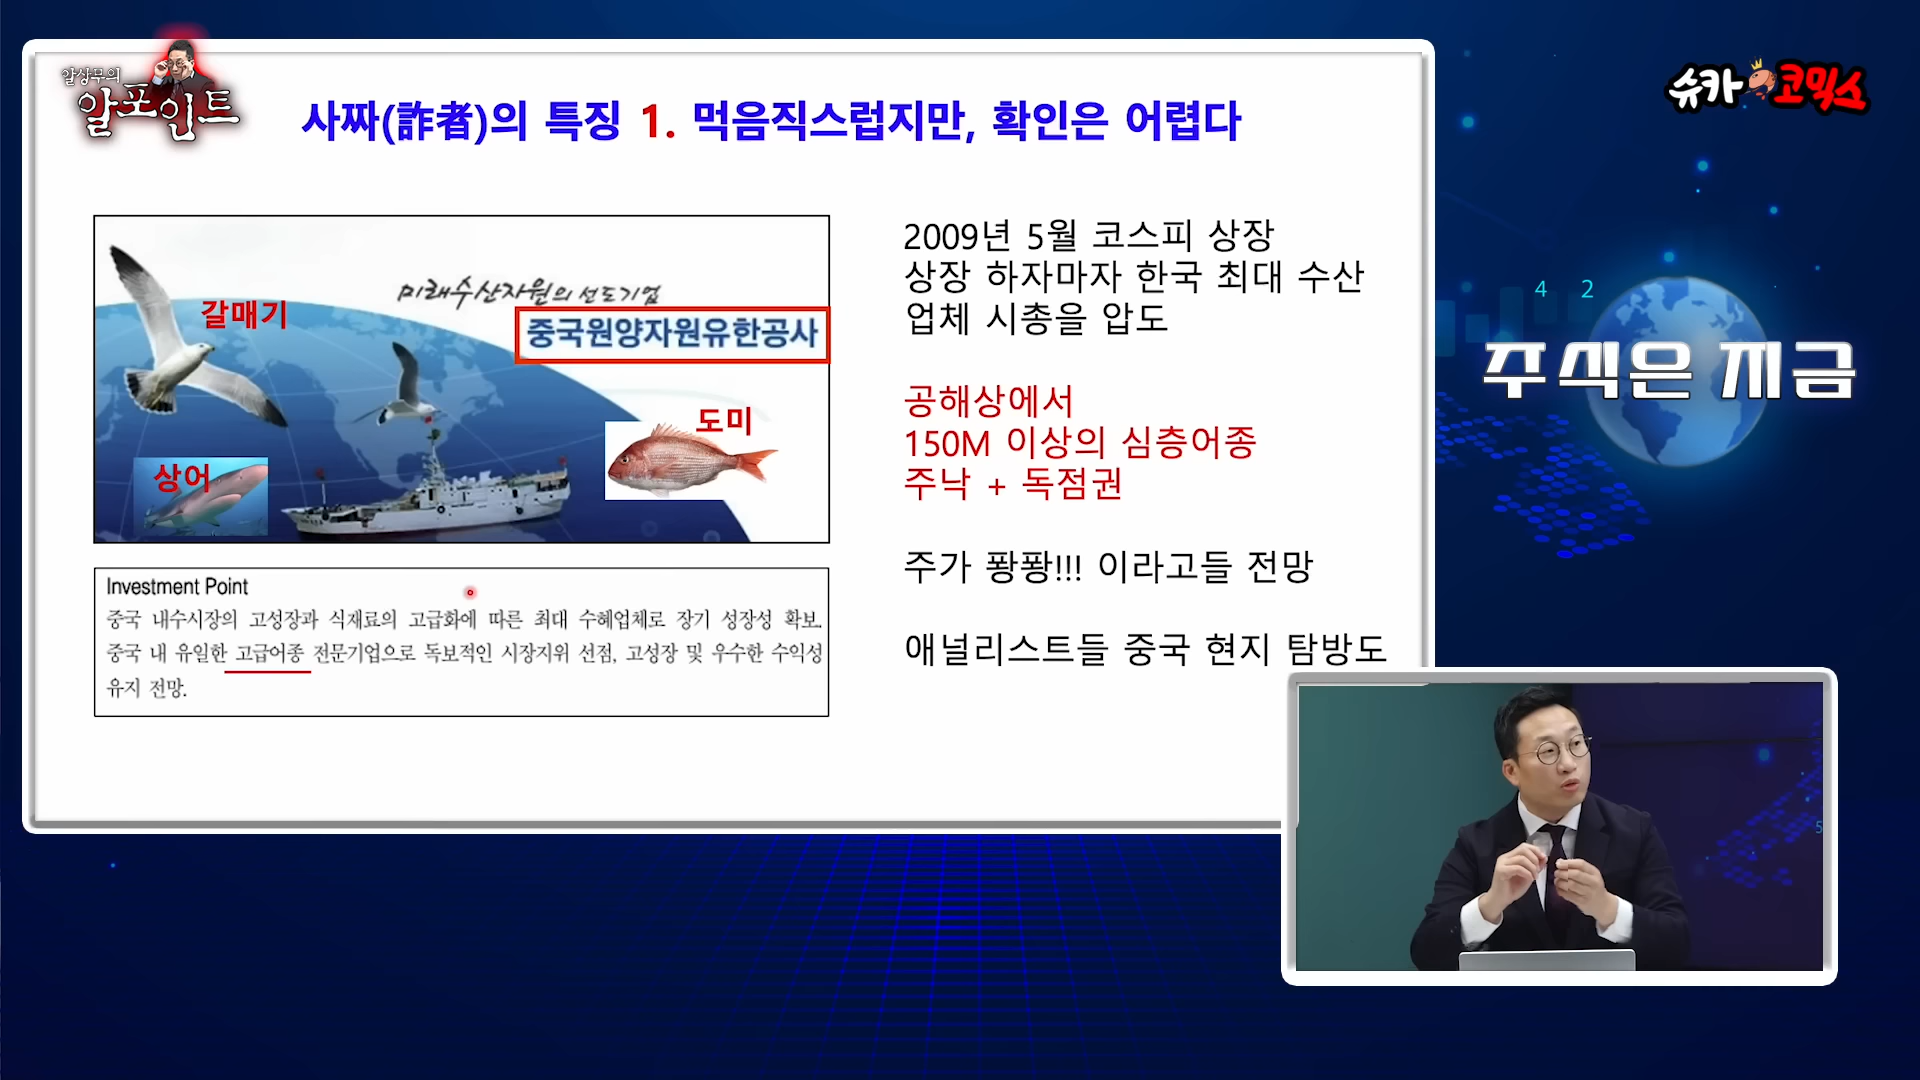 알상무의
알포인트
사짜(詐者)의 특징 1. 먹음직스럽지만, 확인은 어렵다
슈카코믹스
갈매기
미래수산자원의 선도기업
중국원양자원유한공사
도미
상어
Investment Point
중국 내수시장의 고성장과 식재료의 고급화에 따른 최대 수혜업체로 장기 성장성 확보.
중국 내 유일한 고급어종 전문기업으로 독보적인 시장지위 선점, 고성장 및 우수한 수익성
유지 전망.
2009년 5월 코스피 상장
상장 하자마자 한국 최대 수산
업체 시총을 압도
공해상에서
150M 이상의 심층어종
주낙 + 독점권
주가 퐝퐝!!! 이라고들 전망
애널리스트들 중국 현지 탐방도
4 2
주식은 지금
5